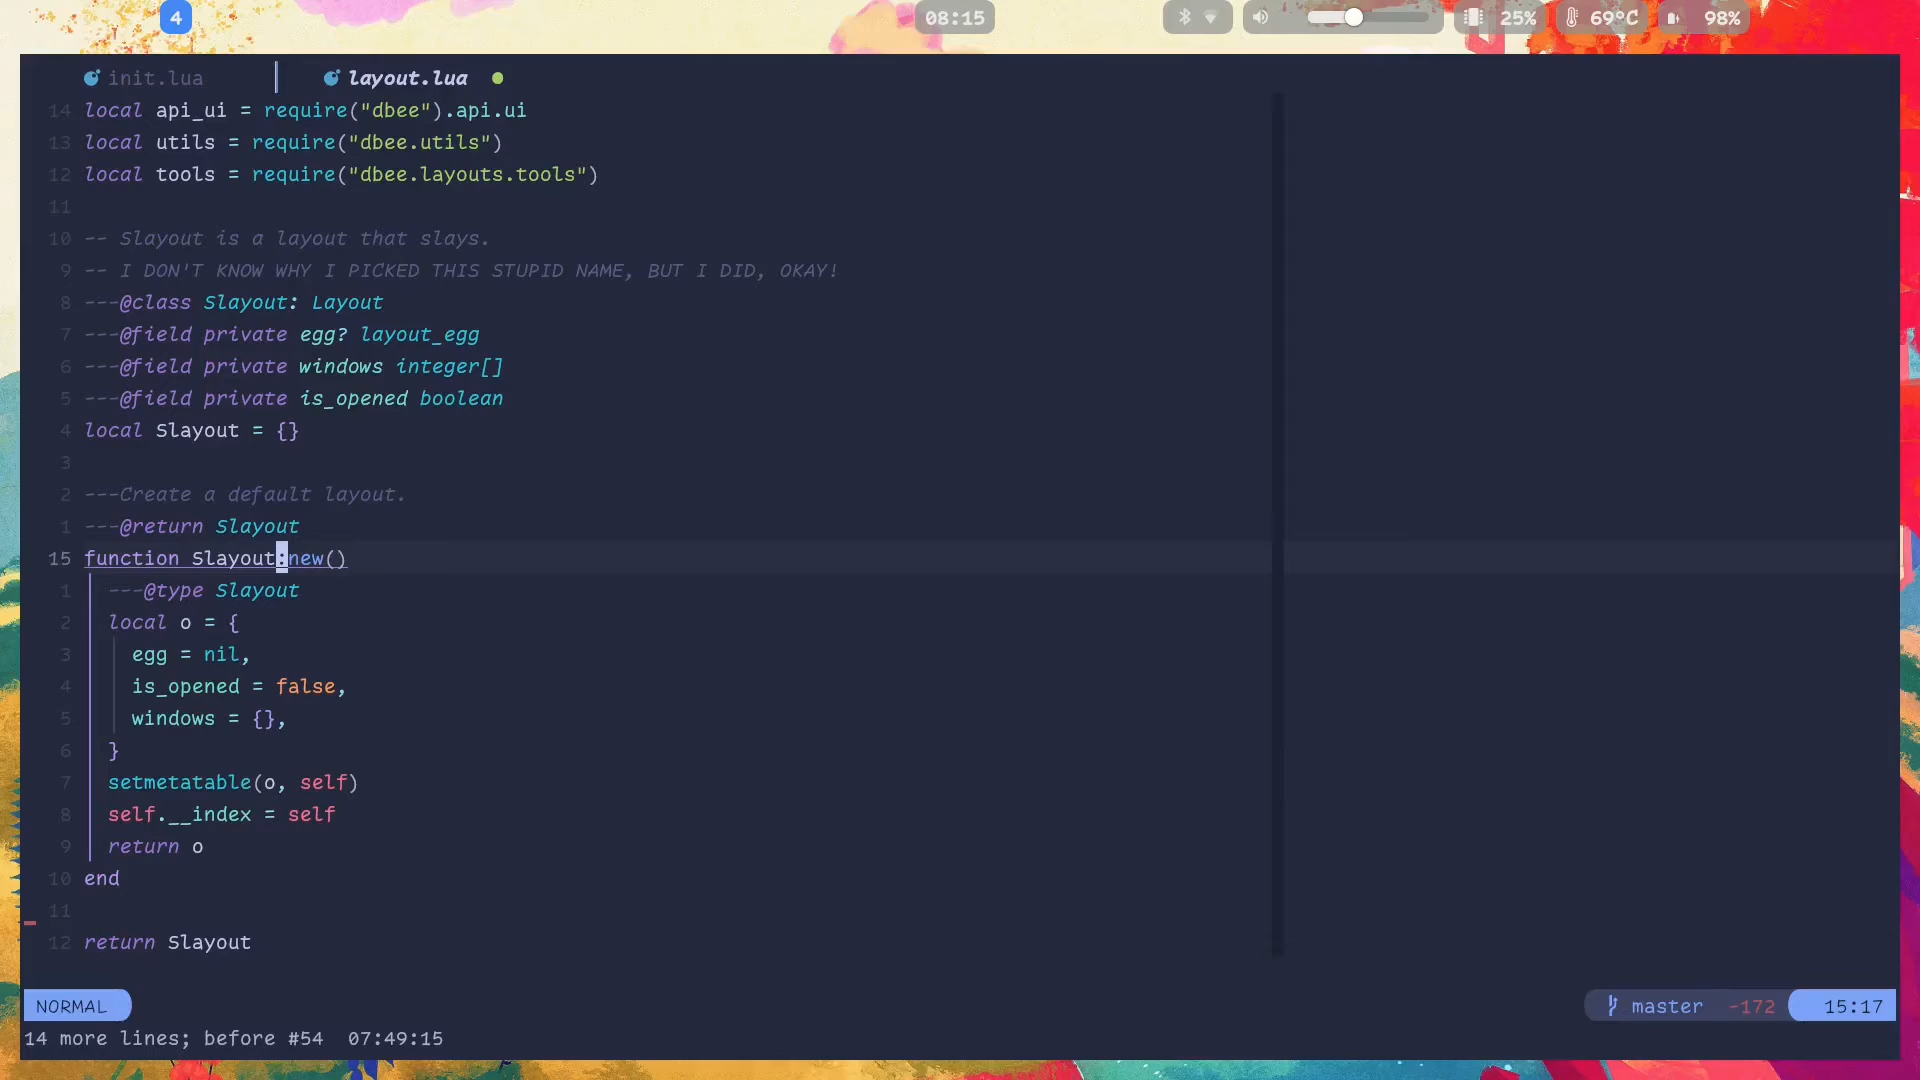 4
08:15
25%
69°C
98%
init.lua
layout.lua
14 local api_ui = require("dbee").api.ui
13 local utils = require("dbee.utils")
12 local tools = require("dbee.layouts.tools")
11
10 -- Slayout is a layout that slays.
9 -- I DON'T KNOW WHY I PICKED THIS STUPID NAME, BUT I DID, OKAY!
8 ---@class Slayout: Layout
7 ---@field private egg? layout_egg
6 ---@field private windows integer[]
5 ---@field private is_opened boolean
4 local Slayout = {}
3
2 ---Create a default layout.
1 ---@return Slayout
15 function Slayout:new()
1 ---@type Slayout
2 local o = {
3 egg = nil,
4 is_opened = false,
5 windows = {},
6 }
7 setmetatable(o, self)
8 self.__index = self
9 return o
10 end
11
12 return Slayout
NORMAL
master -172 15:17
14 more lines; before #54 07:49:15